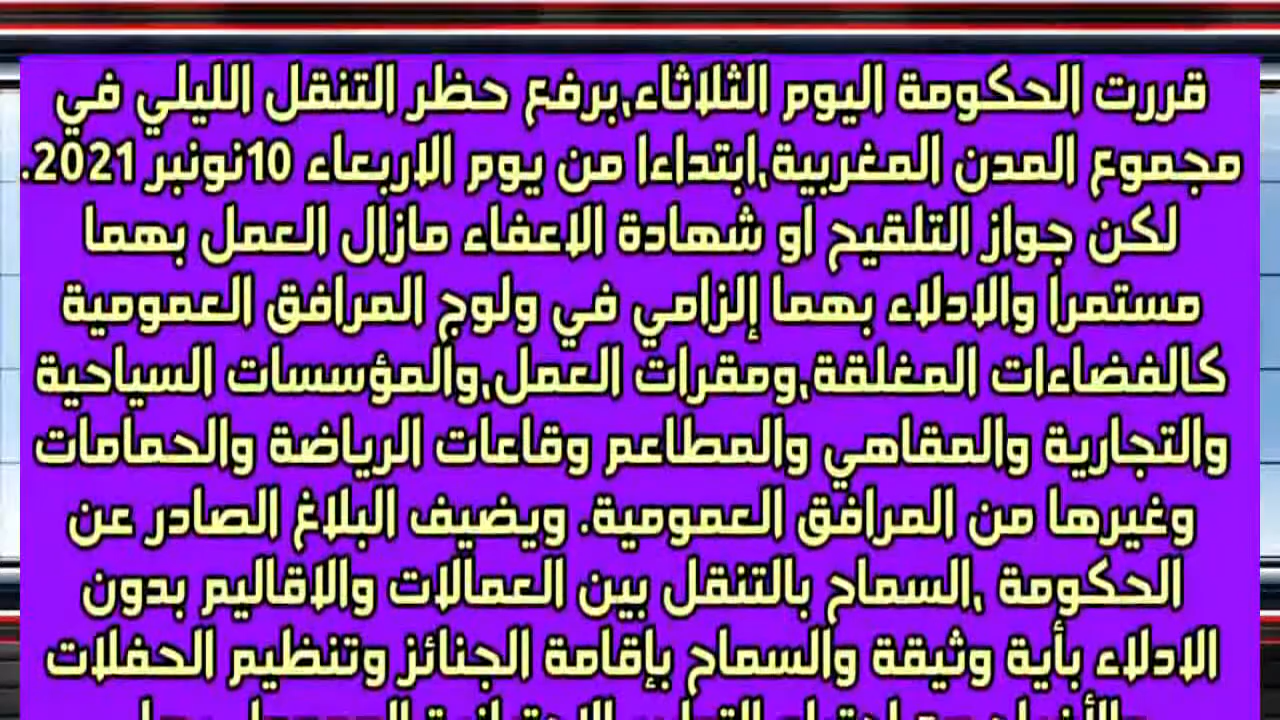 قررت الحكومة اليوم الثلاثاء,برفع حظر التنقل الليلي في
مجموع المدن المغربية,ابتداءا من يوم الاربعاء 10نونبر 2021.
لكن جواز التلقيح او شهادة الاعفاء مازال العمل بهما
مستمرا والادلاء بهما إلزامي في ولوج المرافق العمومية
كالفضاءات المغلقة,ومقرات العمل,والمؤسسات السياحية
والتجارية والمقاهي والمطاعم وقاعات الرياضة والحمامات
وغيرها من المرافق العمومية. ويضيف البلاغ الصادر عن
الحكومة ,السماح بالتنقل بين العمالات والاقاليم بدون
الادلاء بأية وثيقة والسماح بإقامة الجنائز وتنظيم الحفلات